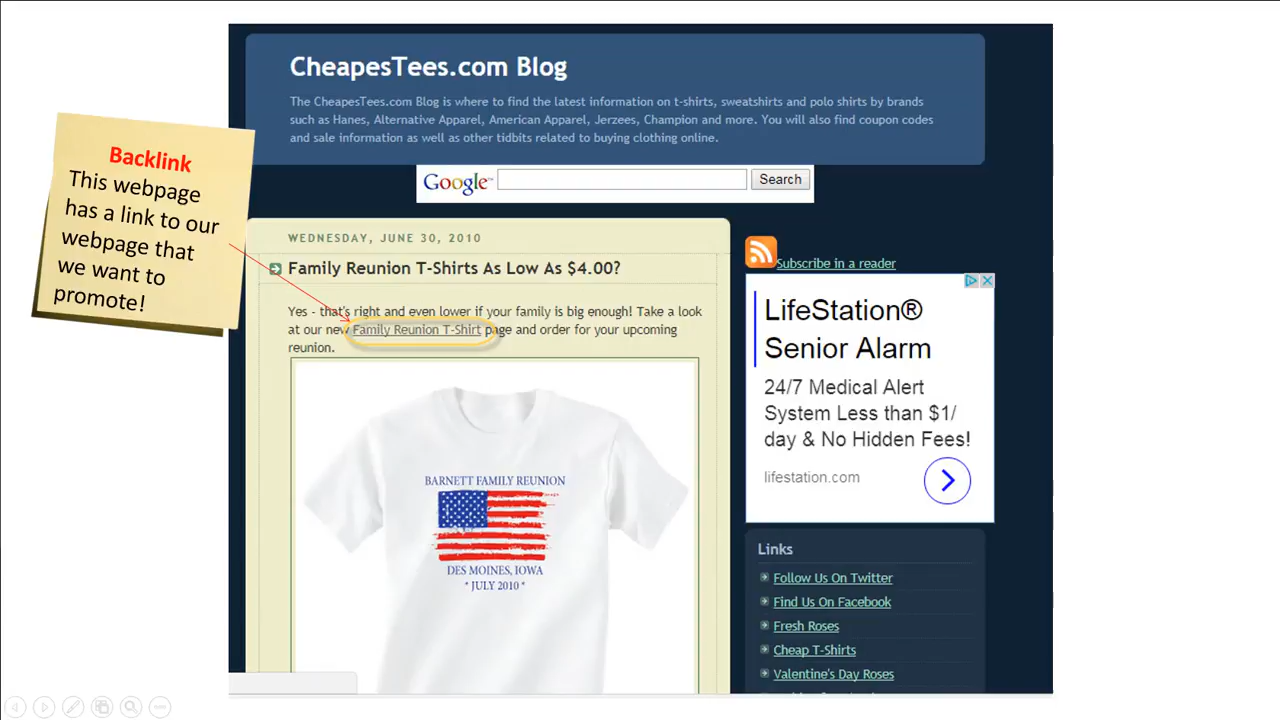 CheapesTees.com Blog
The CheapesTees.com Blog is where to find the latest information on t-shirts, sweatshirts and polo shirts by brands
such as Hanes, Alternative Apparel, American Apparel, Jerzees, Champion and more. You will also find coupon codes
and sale information as well as other tidbits related to buying clothing online.
Backlink
This webpage
has a link to our
webpage that
we want to
promote!
Google™
Search
WEDNESDAY, JUNE 30, 2010
Family Reunion T-Shirts As Low As $4.00?
Yes - that's right and even lower if your family is big enough! Take a look
at our new Family Reunion T-Shirt page and order for your upcoming
reunion.
BARNETT FAMILY REUNION
DES MOINES, IOWA
* JULY 2010 *
Subscribe in a reader
LifeStation®
Senior Alarm
24/7 Medical Alert
System Less than $1/
day & No Hidden Fees!
lifestation.com
Links
Follow Us On Twitter
Find Us On Facebook
Fresh Roses
Cheap T-Shirts
Valentine's Day Roses